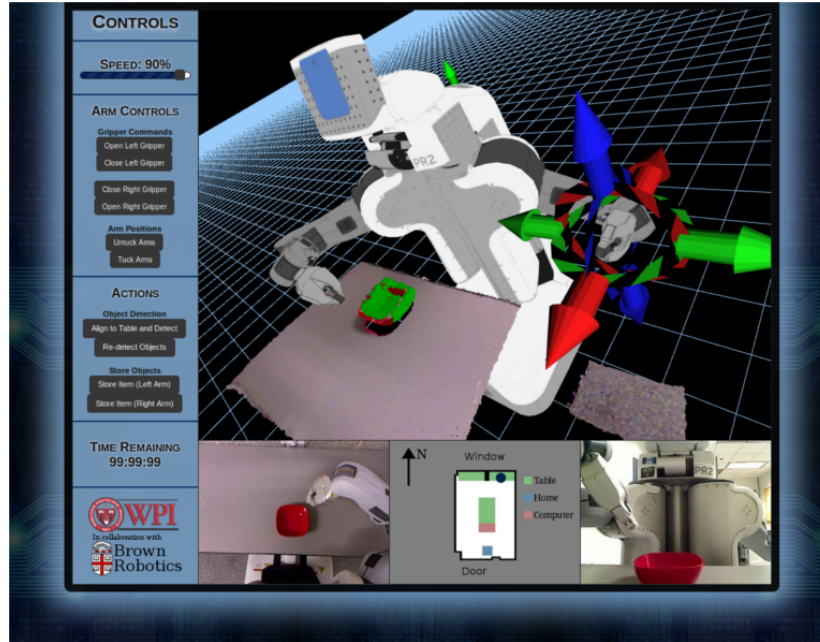 CONTROLS
SPEED: 90%
ARM CONTROLS
Gripper Commands
Open Left Gripper
Close Left Gripper
Close Right Gripper
Open Right Gripper
Arm Positions
Untuck Arms
Tuck Arms
ACTIONS
Object Detection
Align to Table and Detect
Re-detect Objects
Store Objects
Store Item (Left Arm)
Store Item (Right Arm)
TIME REMAINING
99:99:99
WPI
In collaboration with
Brown
Robotics
PR2
N
Window
Table
Home
Computer
Door
PR2